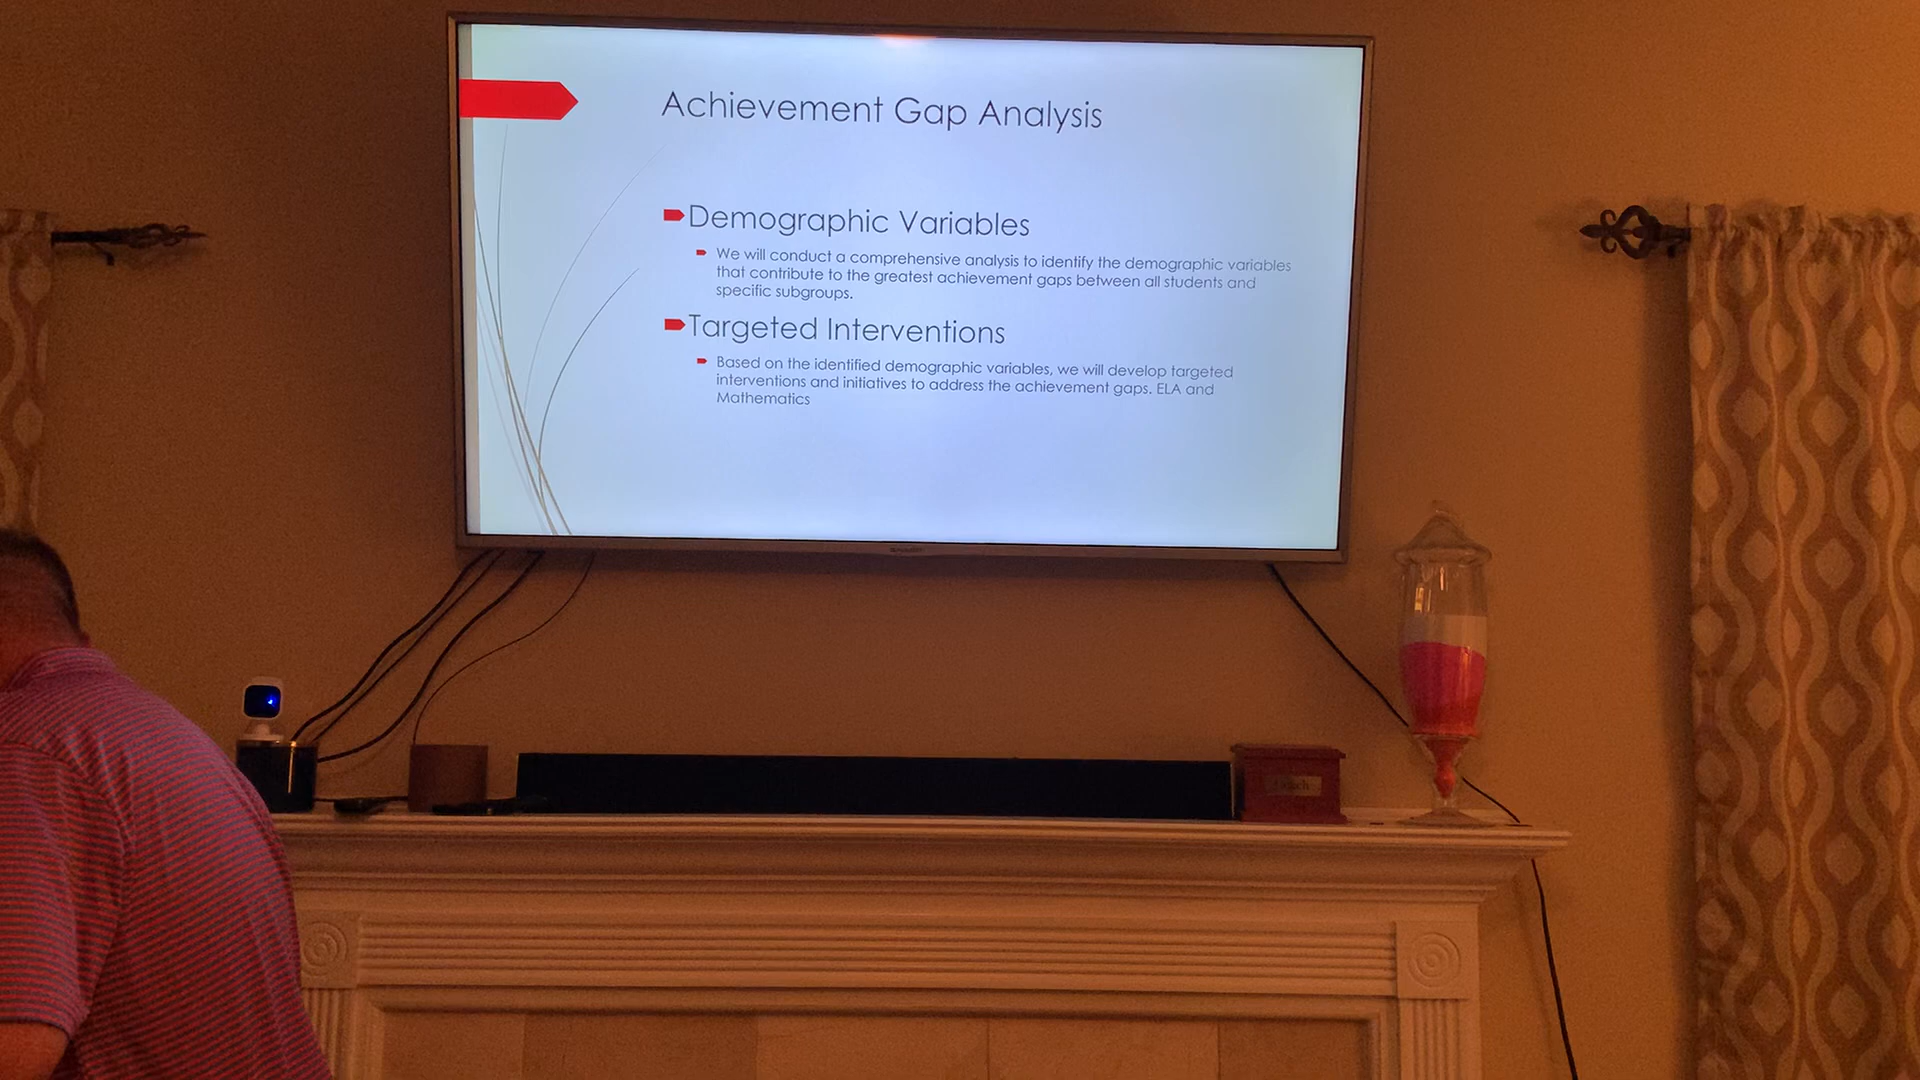 Achievement Gap Analysis
Demographic Variables
We will conduct a comprehensive analysis to identify the demographic variables
that contribute to the greatest achievement gaps between all students and
specific subgroups.
Targeted Interventions
Based on the identified demographic variables, we will develop targeted
interventions and initiatives to address the achievement gaps. ELA and
Mathematics